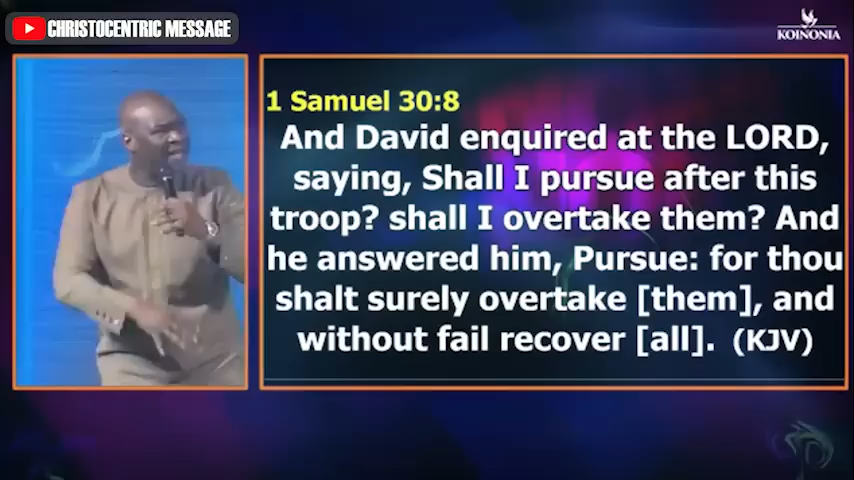 CHRISTOCENTRIC MESSAGE
KOINONIA
1 Samuel 30:8
And David enquired at the LORD,
saying, Shall I pursue after this
troop? shall I overtake them? And
he answered him, Pursue: for thou
shalt surely overtake [them], and
without fail recover [all]. (KJV)